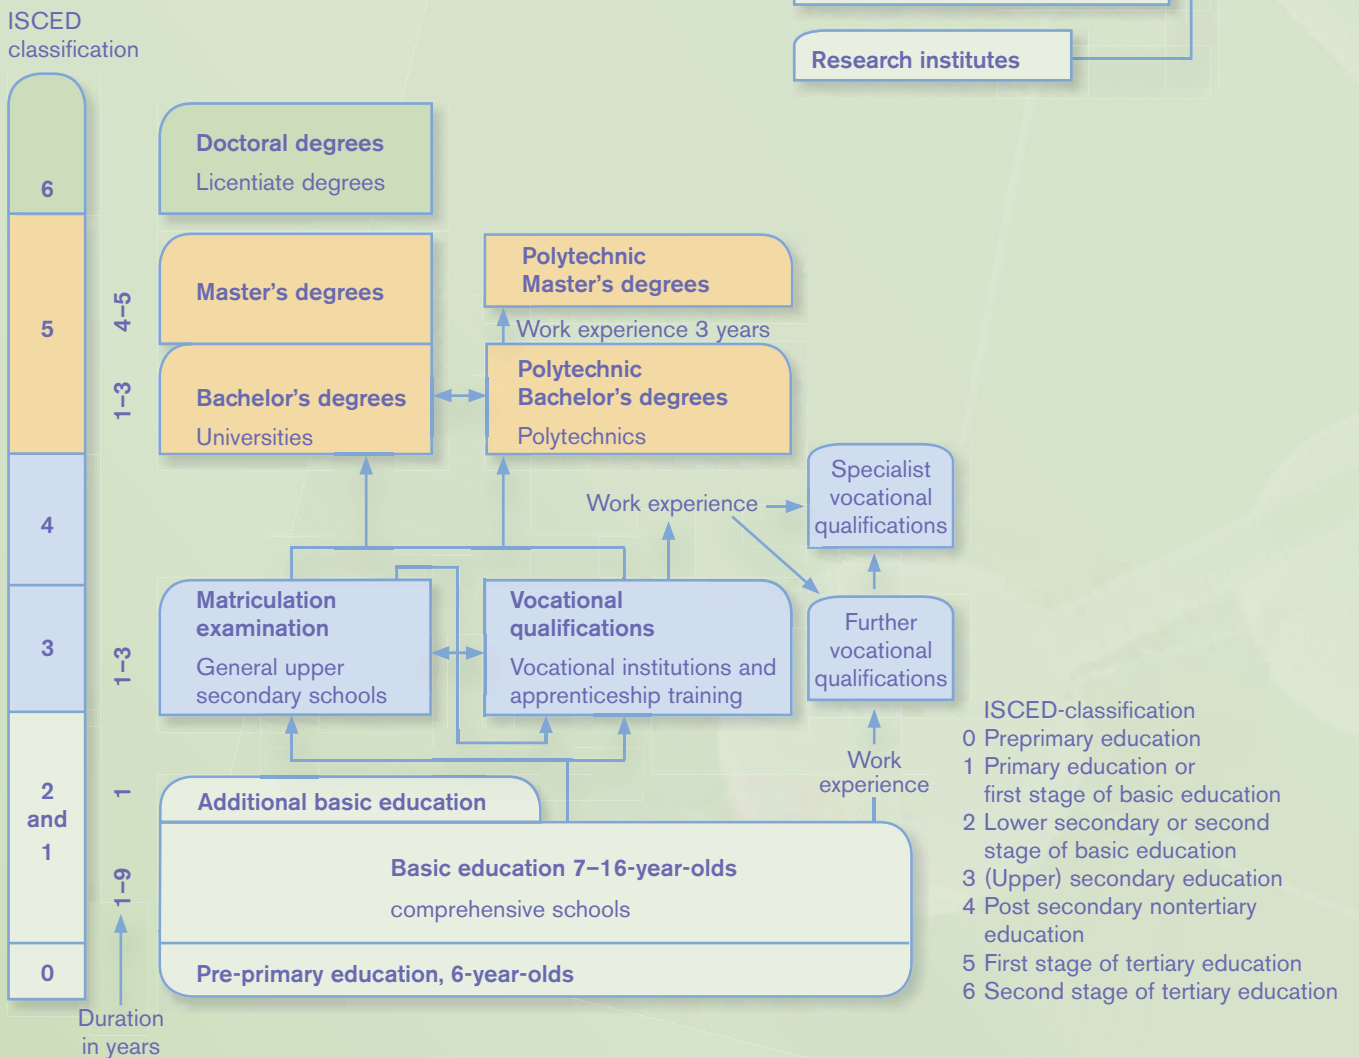 ISCED
classification
Research institutes
6
5
4
3
2
and
1
0
4–5
1–3
1–3
1
1–9
Duration
in years
Doctoral degrees
Licentiate degrees
Master's degrees
Polytechnic
Master's degrees
Work experience 3 years
Bachelor's degrees
Universities
Polytechnic
Bachelor's degrees
Polytechnics
Work experience
Specialist
vocational
qualifications
Matriculation
examination
General upper
secondary schools
Vocational
qualifications
Vocational institutions and
apprenticeship training
Further
vocational
qualifications
Work
experience
Additional basic education
Basic education 7–16-year-olds
comprehensive schools
Pre-primary education, 6-year-olds
ISCED-classification
0 Preprimary education
1 Primary education or
first stage of basic education
2 Lower secondary or second
stage of basic education
3 (Upper) secondary education
4 Post secondary nontertiary
education
5 First stage of tertiary education
6 Second stage of tertiary education